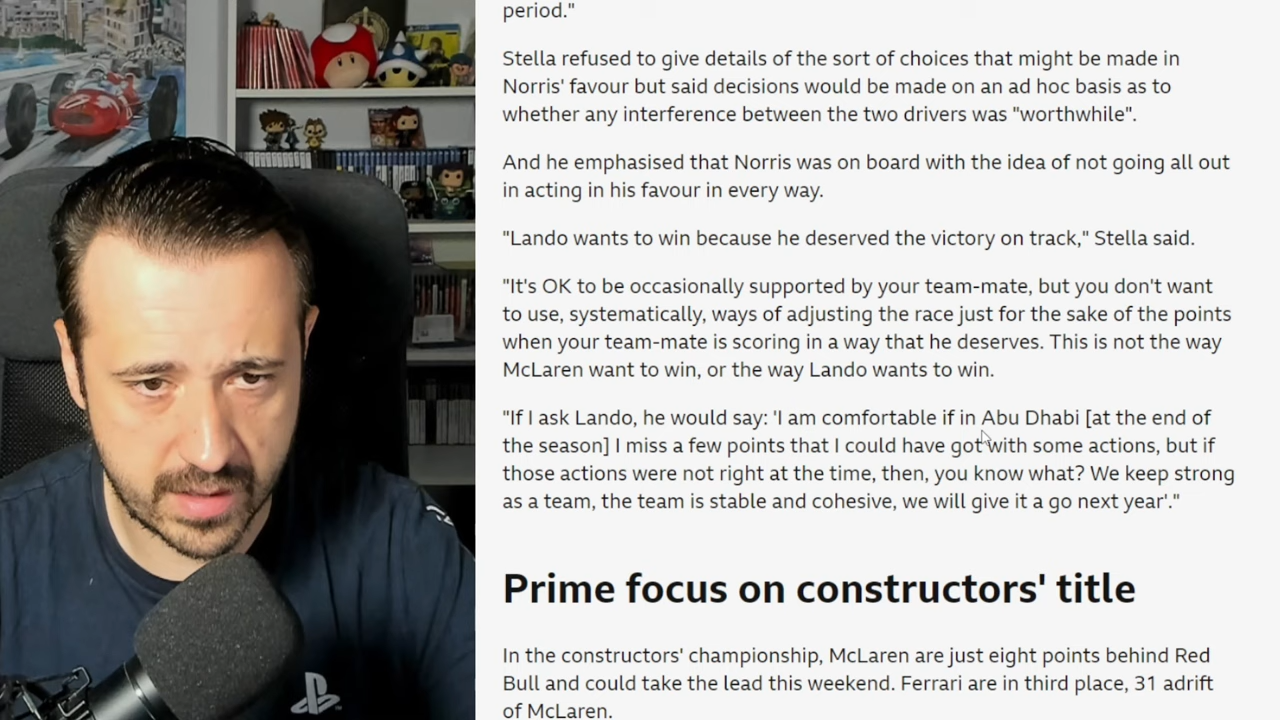 period."
Stella refused to give details of the sort of choices that might be made in
Norris' favour but said decisions would be made on an ad hoc basis as to
whether any interference between the two drivers was "worthwhile".
And he emphasised that Norris was on board with the idea of not going all out
in acting in his favour in every way.
"Lando wants to win because he deserved the victory on track," Stella said.
"It's OK to be occasionally supported by your team-mate, but you don't want
to use, systematically, ways of adjusting the race just for the sake of the points
when your team-mate is scoring in a way that he deserves. This is not the way
McLaren want to win, or the way Lando wants to win.
"If I ask Lando, he would say: 'I am comfortable if in Abu Dhabi [at the end of
the season] I miss a few points that I could have got with some actions, but if
those actions were not right at the time, then, you know what? We keep strong
as a team, the team is stable and cohesive, we will give it a go next year'."
Prime focus on constructors' title
In the constructors' championship, McLaren are just eight points behind Red
Bull and could take the lead this weekend. Ferrari are in third place, 31 adrift
of McLaren.